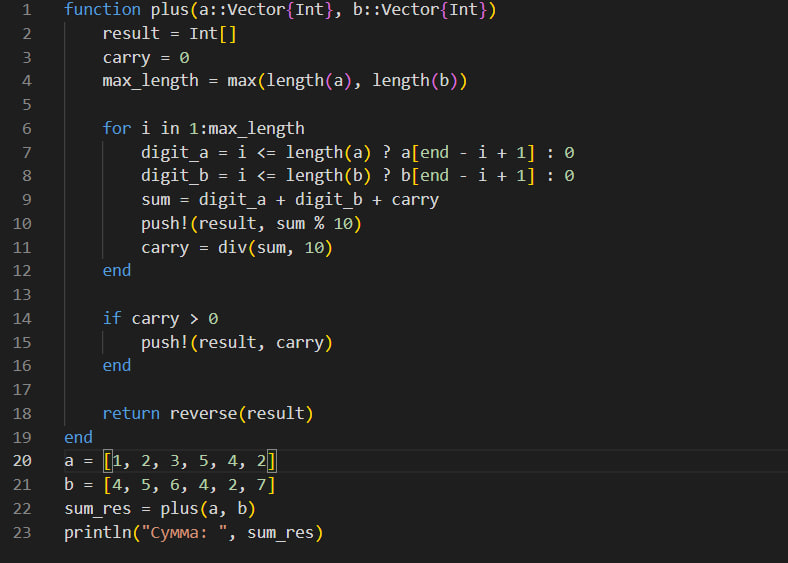 1 function plus(a::Vector{Int}, b::Vector{Int})
2     result = Int[]
3     carry = 0
4     max_length = max(length(a), length(b))
5
6     for i in 1:max_length
7         digit_a = i <= length(a) ? a[end - i + 1] : 0
8         digit_b = i <= length(b) ? b[end - i + 1] : 0
9         sum = digit_a + digit_b + carry
10         push!(result, sum % 10)
11         carry = div(sum, 10)
12     end
13
14     if carry > 0
15         push!(result, carry)
16     end
17
18     return reverse(result)
19 end
20 a = [1, 2, 3, 5, 4, 2]
21 b = [4, 5, 6, 4, 2, 7]
22 sum_res = plus(a, b)
23 println("Сумма: ", sum_res)